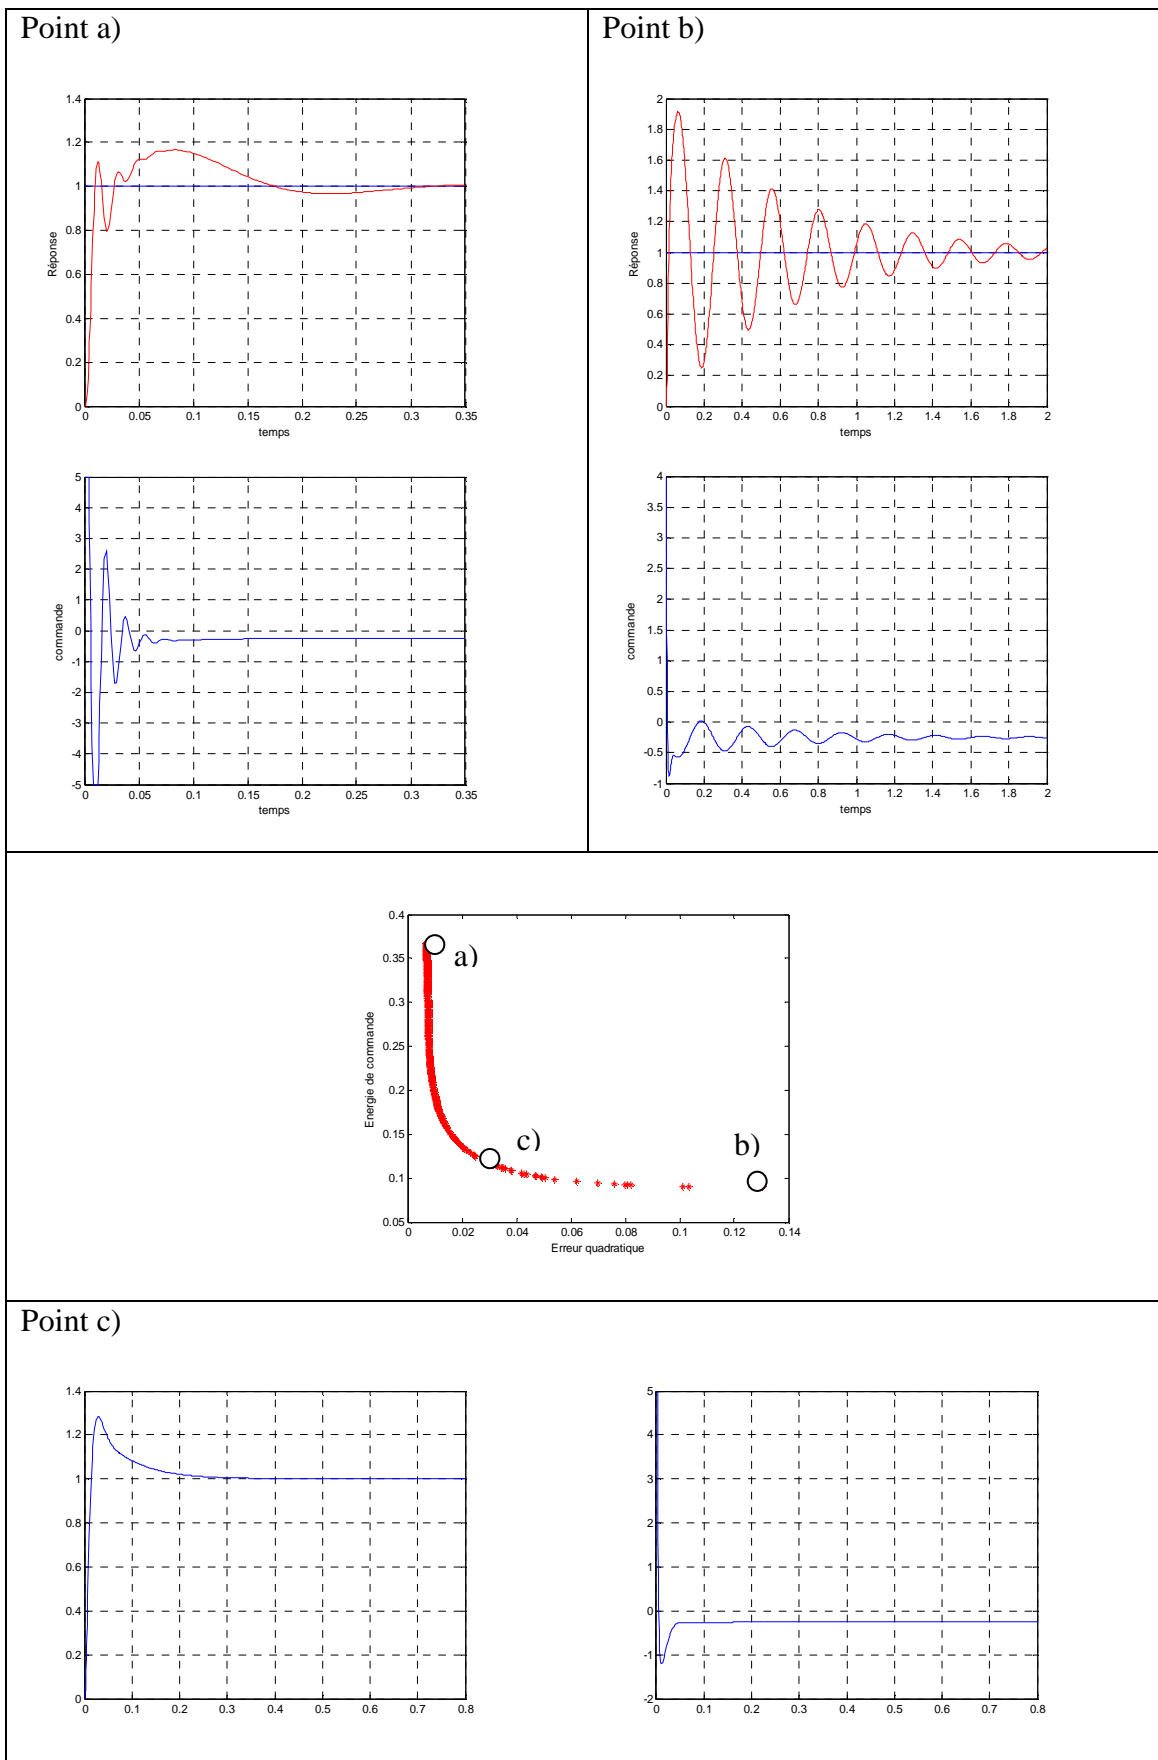 Point a)
Point b)
1.4
1.2
1
0.8
0.6
0.4
0.2
0
Réponse
0 0.05 0.1 0.15 0.2 0.25 0.3 0.35
temps
2
1.8
1.6
1.4
1.2
1
0.8
0.6
0.4
0.2
0
Réponse
0 0.2 0.4 0.6 0.8 1 1.2 1.4 1.6 1.8 2
temps
5
4
3
2
1
0
-1
-2
-3
-4
-5
commande
0 0.05 0.1 0.15 0.2 0.25 0.3 0.35
temps
4
3.5
3
2.5
2
1.5
1
0.5
0
-0.5
-1
commande
0 0.2 0.4 0.6 0.8 1 1.2 1.4 1.6 1.8 2
temps
0.4
0.35
0.3
0.25
0.2
0.15
0.1
0.05
Energie de commande
a)
c)
b)
0 0.02 0.04 0.06 0.08 0.1 0.12 0.14
Erreur quadratique
Point c)
1.4
1.2
1
0.8
0.6
0.4
0.2
0
0 0.1 0.2 0.3 0.4 0.5 0.6 0.7 0.8
5
4
3
2
1
0
-1
-2
0 0.1 0.2 0.3 0.4 0.5 0.6 0.7 0.8